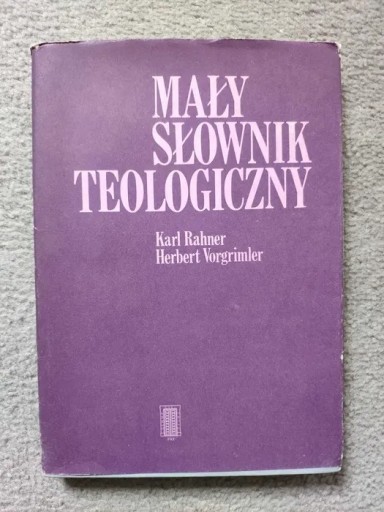 MAŁY
SŁOWNIK
TEOLOGICZNY
Karl Rahner
Herbert Vorgrimler